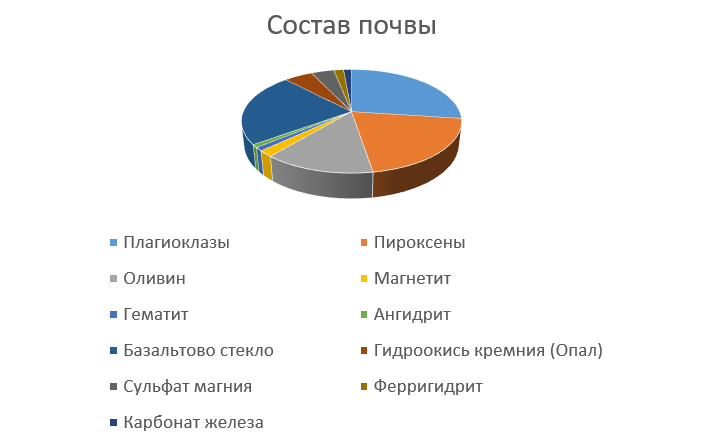 Состав почвы
Плагиоклазы
Пироксены
Оливин
Магнетит
Гематит
Ангидрит
Базальтово стекло
Гидроокись кремния (Опал)
Сульфат магния
Ферригидрит
Карбонат железа